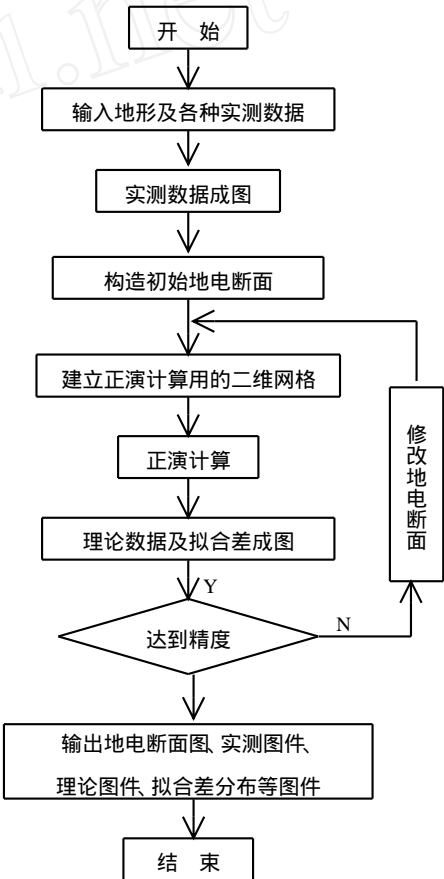 开 始
输入地形及各种实测数据
实测数据成图
构造初始地电断面
建立正演计算用的二维网格
正演计算
修改地电断面
理论数据及拟合差成图
Y
达到精度
N
输出地电断面图、实测图件、
理论图件、拟合差分布等图件
结 束